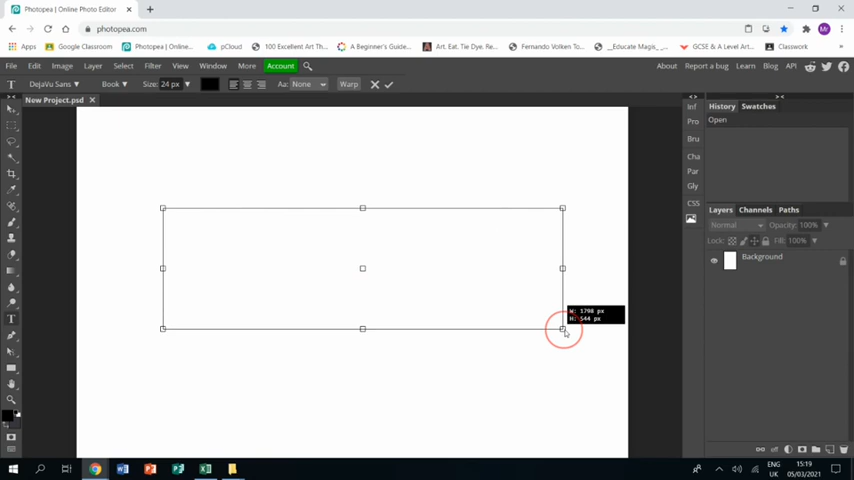 Photopea | Online Photo Editor
photopea.com
Apps
Google Classroom
Photopea | Online...
pCloud
100 Excellent Art Th...
A Beginner's Guide...
Art. Eat. Tie Dye. Re...
Fernando Volken To...
__Educate Magis_ _...
GCSE & A Level Art...
Classwork
File Edit Image Layer Select Filter View Window More Account
About Report a bug Learn Blog API
DejaVu Sans Book Size: 24 px Aa: None Warp
New Project.psd
W: 1798 px
H: 544 px
Inf
Pro
Bru
Cha
Par
Gly
CSS
History Swatches
Open
Layers Channels Paths
Normal Opacity: 100%
Lock: Fill: 100%
Background
ENG
UK
15:19
05/03/2021